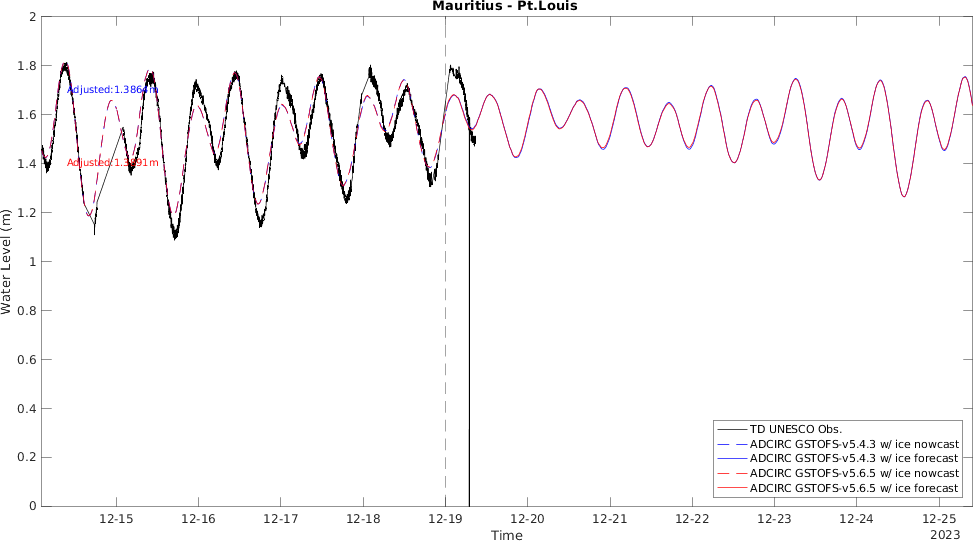 Mauritius - Pt.Louis
Water Level (m)
2
1.8
1.6
1.4
1.2
1
0.8
0.6
0.4
0.2
0
Adjusted:1.3864m
Adjusted:1.3491m
TD UNESCO Obs.
ADCIRC GSTOFS-v5.4.3 w/ ice nowcast
ADCIRC GSTOFS-v5.4.3 w/ ice forecast
ADCIRC GSTOFS-v5.6.5 w/ ice nowcast
ADCIRC GSTOFS-v5.6.5 w/ ice forecast
12-15 12-16 12-17 12-18 12-19 12-20 12-21 12-22 12-23 12-24 12-25
Time
2023